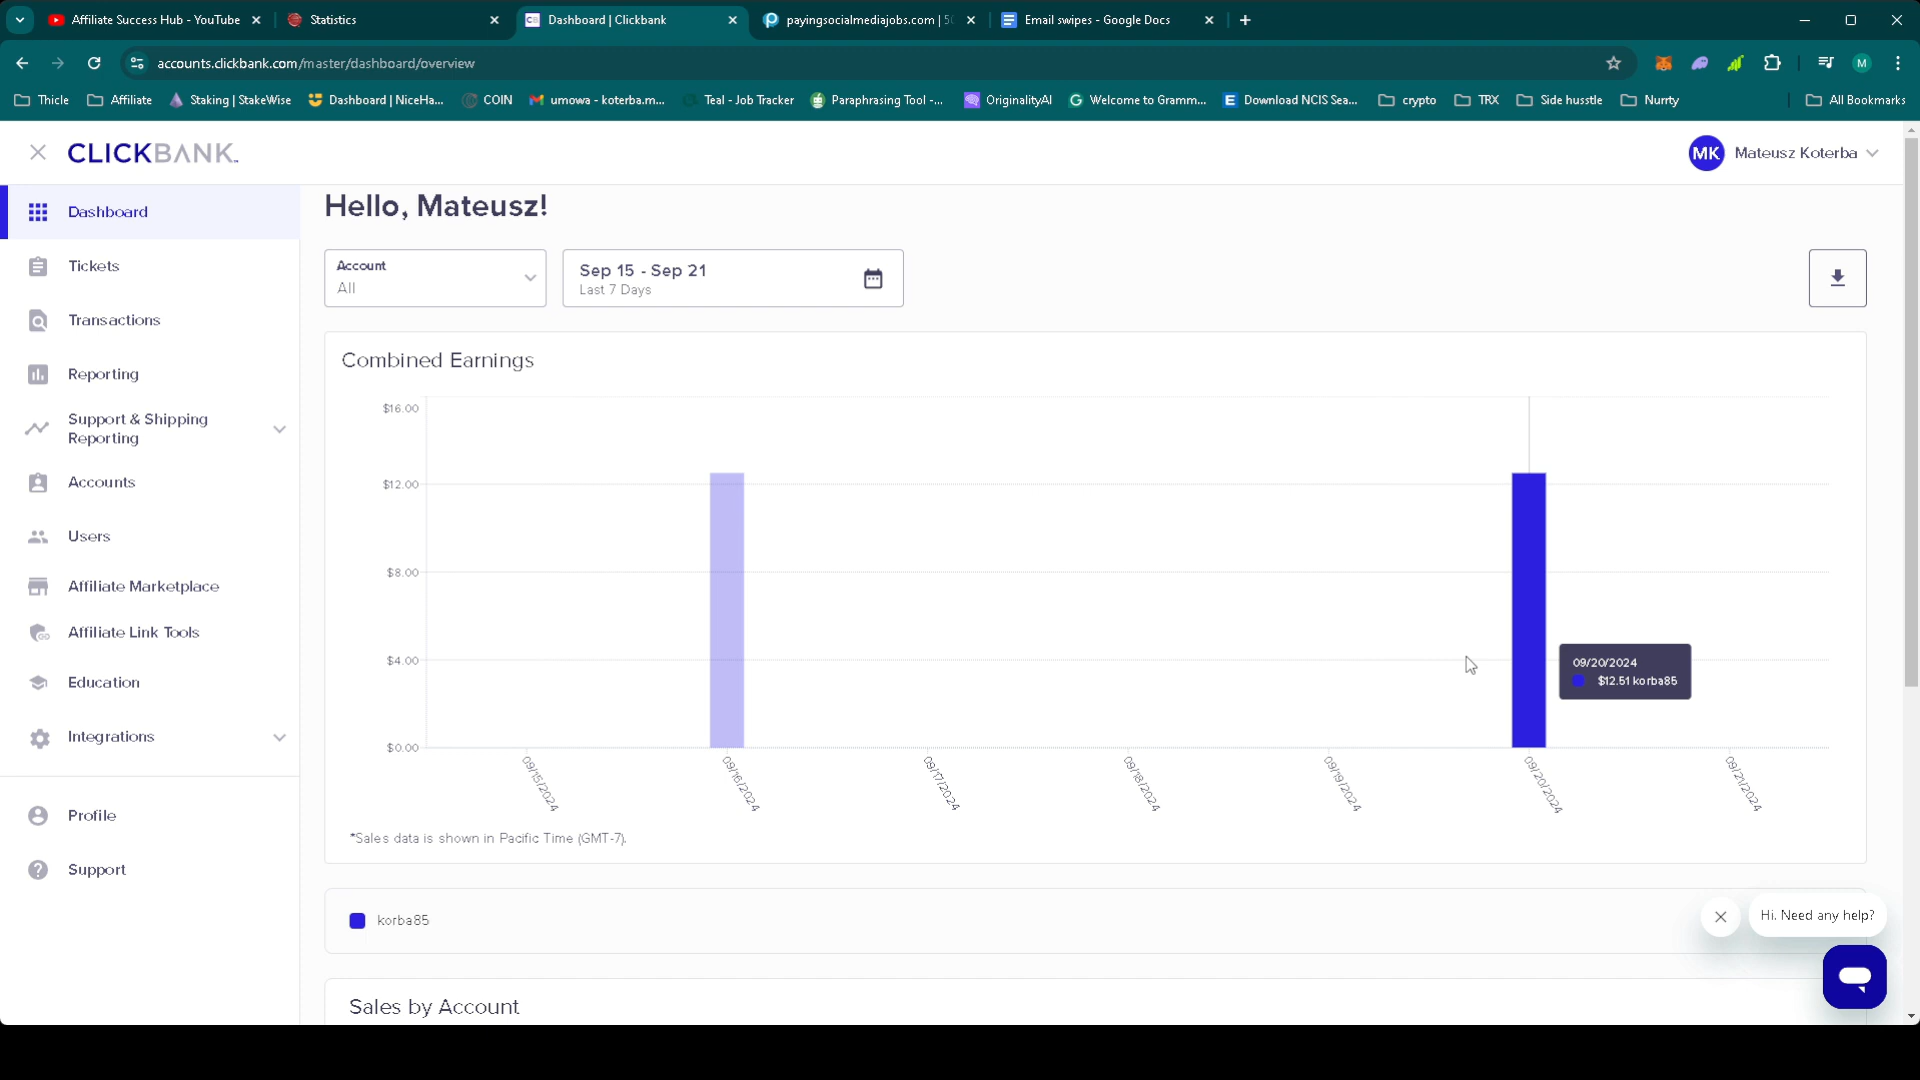 Affiliate Success Hub - YouTube
Statistics
Dashboard | Clickbank
payingsocialmediajobs.com | 50
Email swipes - Google Docs
accounts.clickbank.com/master/dashboard/overview
Thicle
Affiliate
Staking | StakeWise
Dashboard | NiceHa...
COIN
umowa - koterba.m...
Teal - Job Tracker
Paraphrasing Tool -...
OriginalityAI
Welcome to Gramm...
Download NCIS Sea...
crypto
TRX
Side husstle
Nurrty
All Bookmarks
M
CLICKBANK
MK
Mateusz Koterba
Dashboard
Tickets
Transactions
Reporting
Support & Shipping
Reporting
Accounts
Users
Affiliate Marketplace
Affiliate Link Tools
Education
Integrations
Profile
Support
Hello, Mateusz!
Account
All
Sep 15 - Sep 21
Last 7 Days
Combined Earnings
$16.00
$12.00
$8.00
$4.00
$0.00
09/15/2024
09/16/2024
09/17/2024
09/18/2024
09/19/2024
09/20/2024
09/21/2024
09/20/2024
$12.51 korba85
*Sales data is shown in Pacific Time (GMT-7).
korba85
Hi. Need any help?
Sales by Account